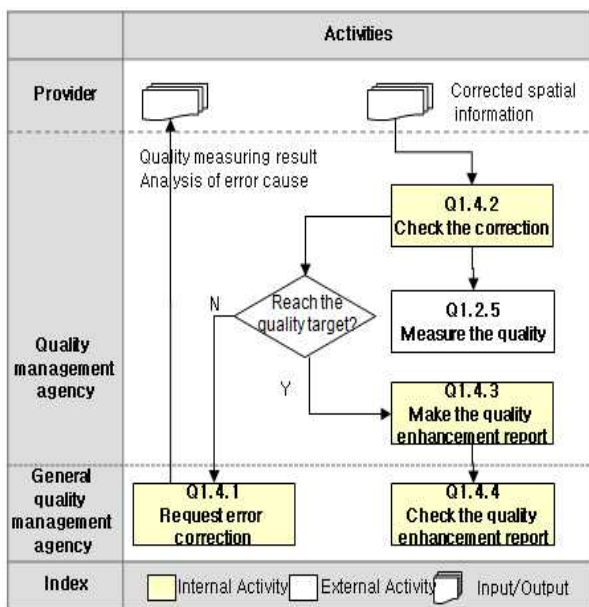 Activities
Provider
Corrected spatial
information
Quality measuring result
Analysis of error cause
Q1.4.2
Check the correction
Reach the
quality target?
N
Q1.2.5
Measure the quality
Quality
management
agency
Y
Q1.4.3
Make the quality
enhancement report
General
quality
management
agency
Q1.4.1
Request error
correction
Q1.4.4
Check the quality
enhancement report
Index
Internal Activity
External Activity
Input/Output